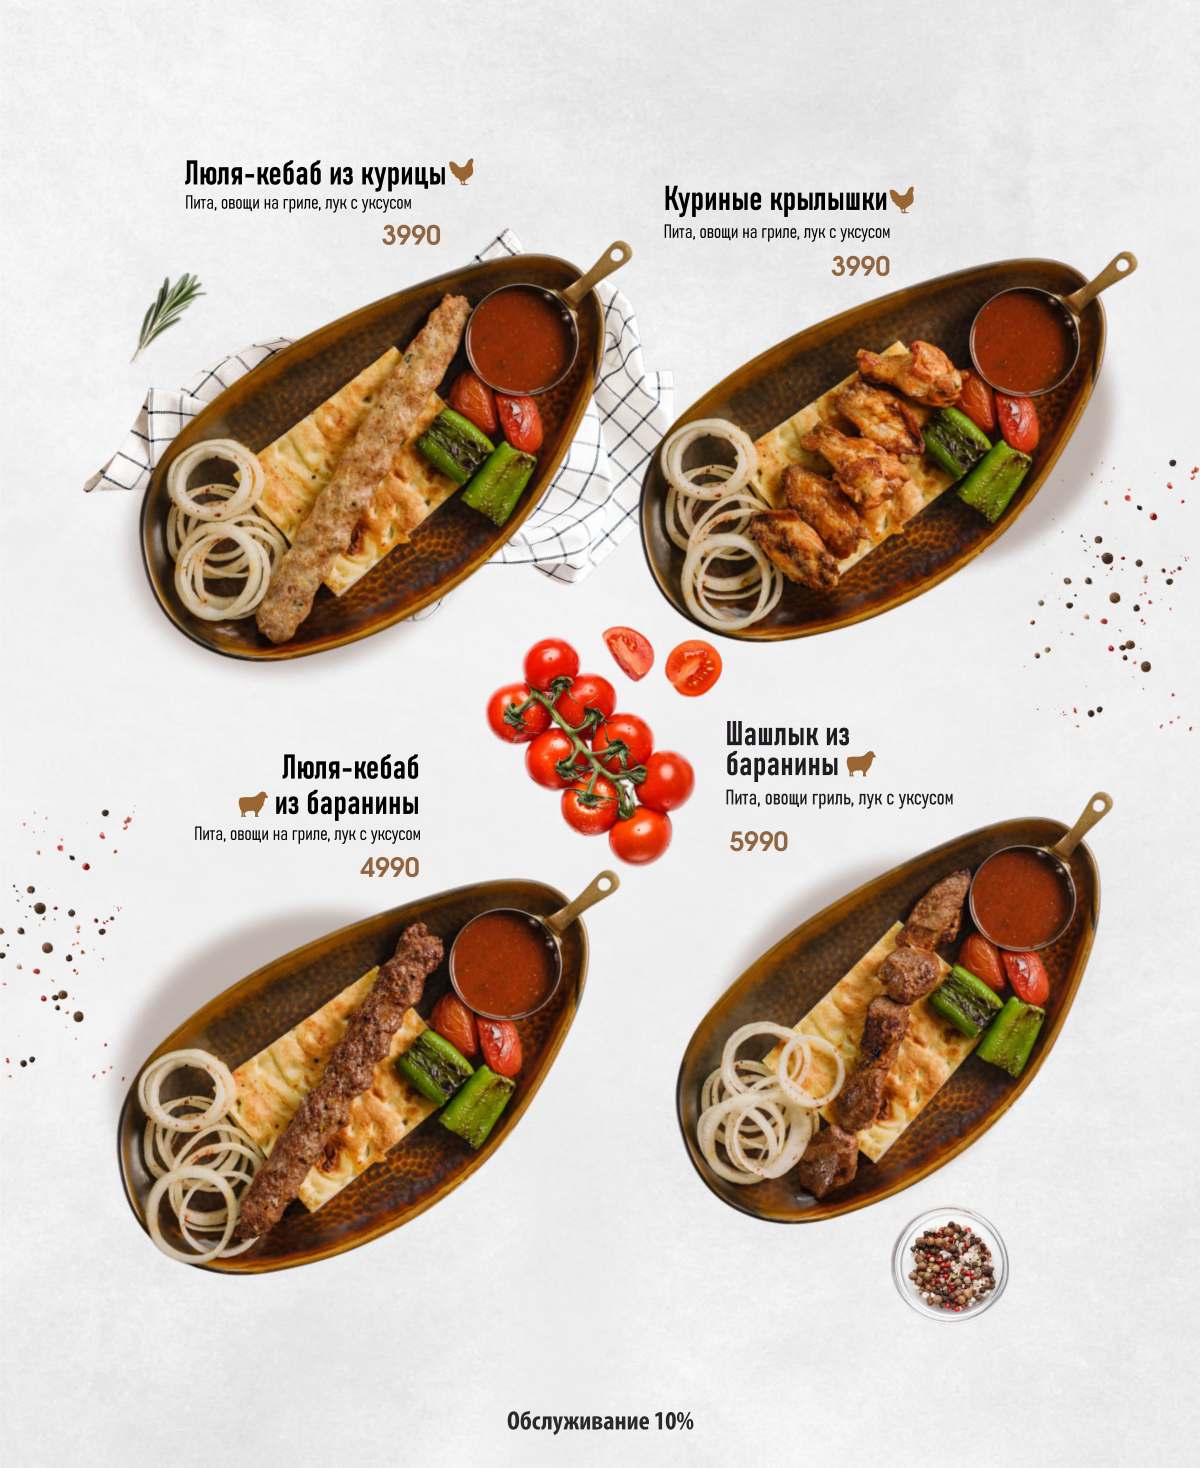 Люля-кебаб из курицы
Пита, овощи на гриле, лук с уксусом
3990
Куриные крылышки
Пита, овощи на гриле, лук с уксусом
3990
Люля-кебаб
из баранины
Пита, овощи на гриле, лук с уксусом
4990
Шашлык из
баранины
Пита, овощи гриль, лук с уксусом
5990
Обслуживание 10%